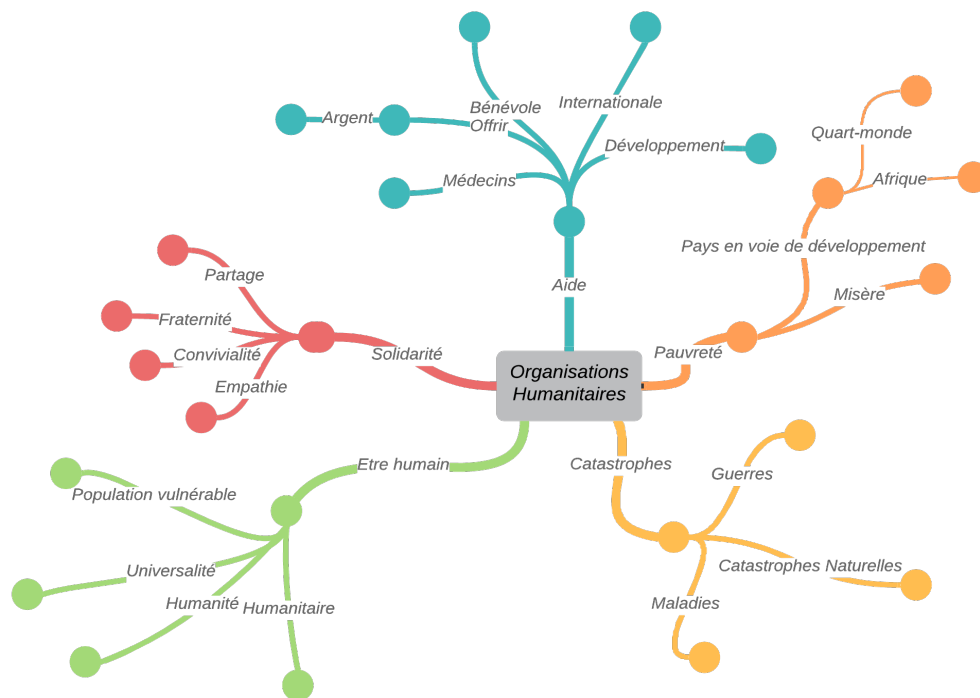 Bénévole
Internationale
Argent
Offrir
Développement
Médecins
Aide
Quart-monde
Afrique
Pays en voie de développement
Misère
Pauvreté
Organisations
Humanitaires
Partage
Fraternité
Convivialité
Empathie
Solidarité
Etre humain
Population vulnérable
Universalité
Humanité
Humanitaire
Catastrophes
Guerres
Catastrophes Naturelles
Maladies